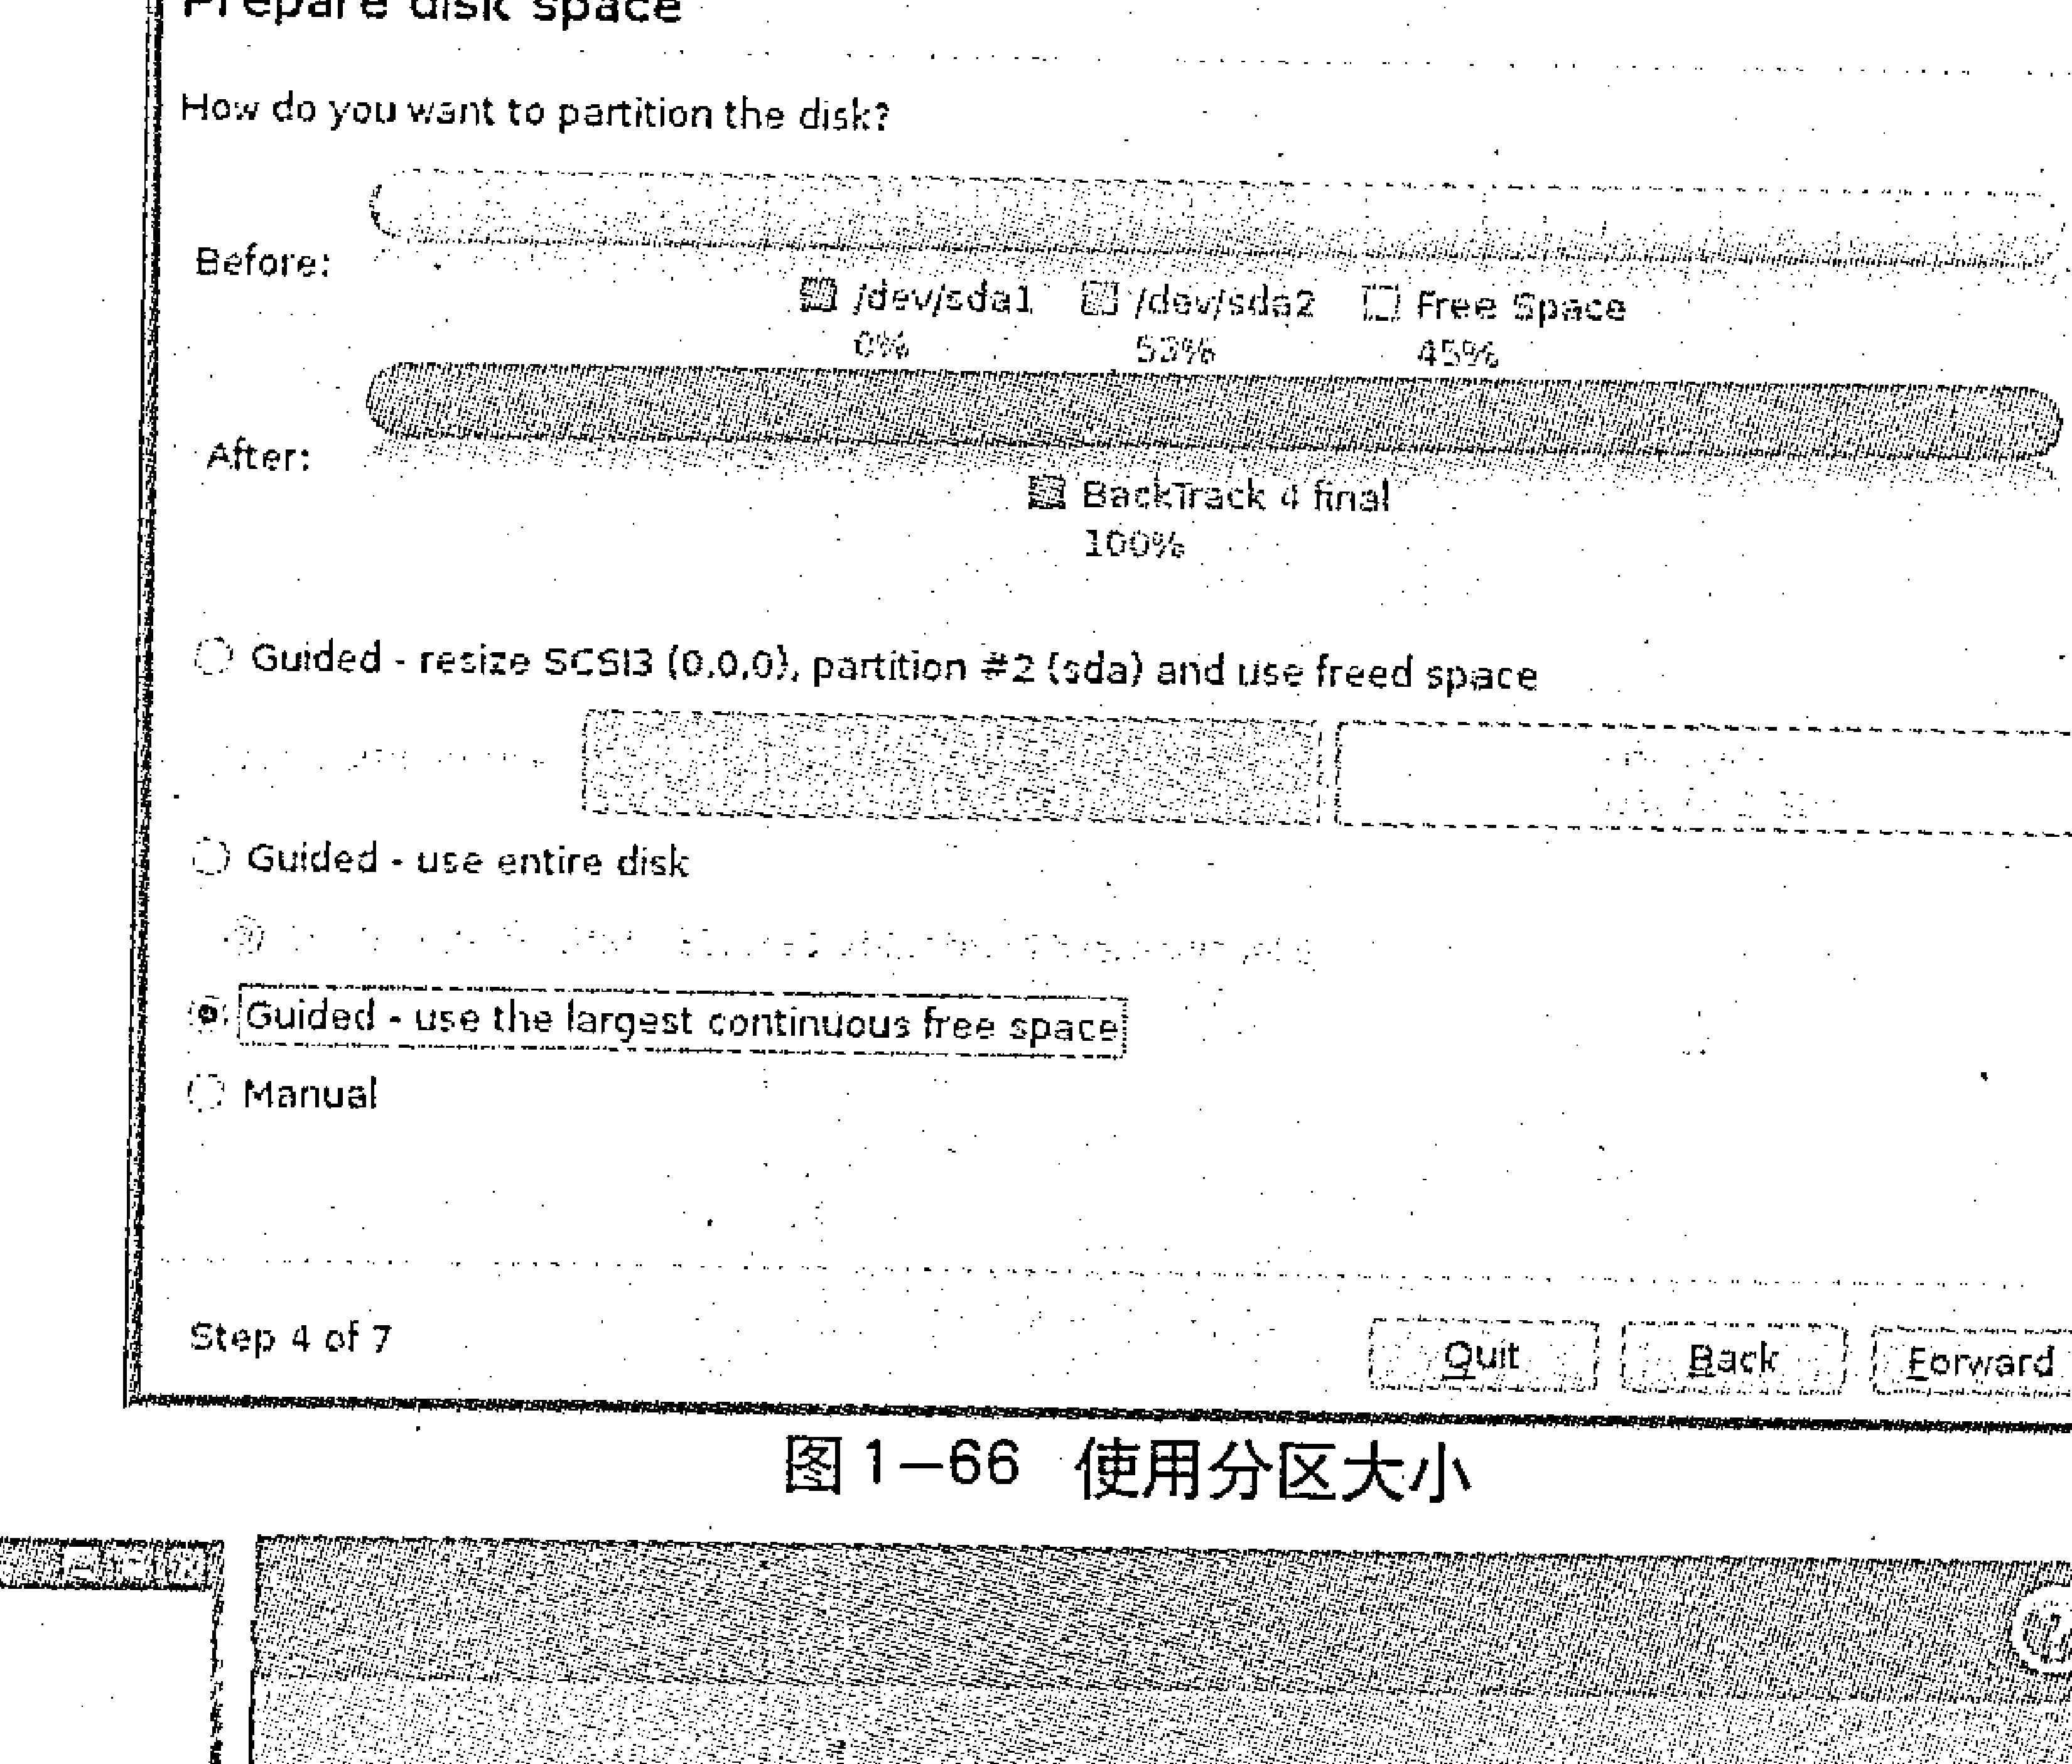 Prepare disk space
How do you want to partition the disk?
Before:
/dev/sda1 /dev/sda2 Free Space
0% 53% 45%
After:
BackTrack 4 final
100%
Guided - resize SCSI3 (0,0,0), partition #2 (sda) and use freed space
Guided - use entire disk
Guided - use the largest continuous free space
Manual
Step 4 of 7
Quit Back Forward
图1-66 使用分区大小